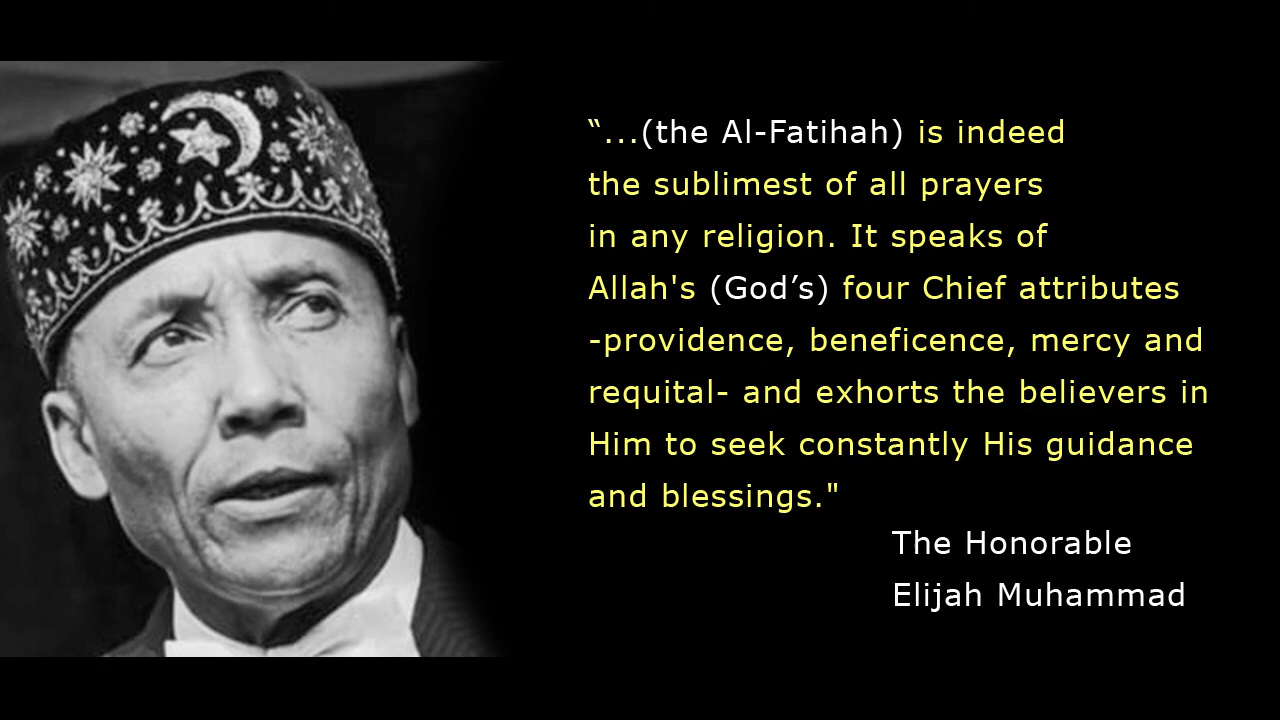 “...(the Al-Fatihah) is indeed
the sublimest of all prayers
in any religion. It speaks of
Allah's (God’s) four Chief attributes
-providence, beneficence, mercy and
requital- and exhorts the believers in
Him to seek constantly His guidance
and blessings."
The Honorable
Elijah Muhammad